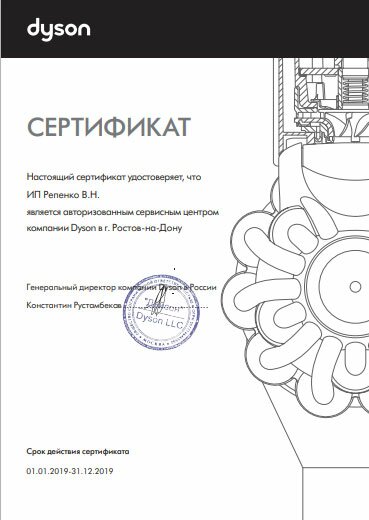 dyson
СЕРТИФИКАТ
Настоящий сертификат удостоверяет, что
ИП Репенко В.Н.
является авторизованным сервисным центром
компании Dyson в г. Ростов-на-Дону
Генеральный директор компании Dyson в России
Константин Рустамбеков
"Дайсон"
Dyson LLC
Срок действия сертификата
01.01.2019-31.12.2019